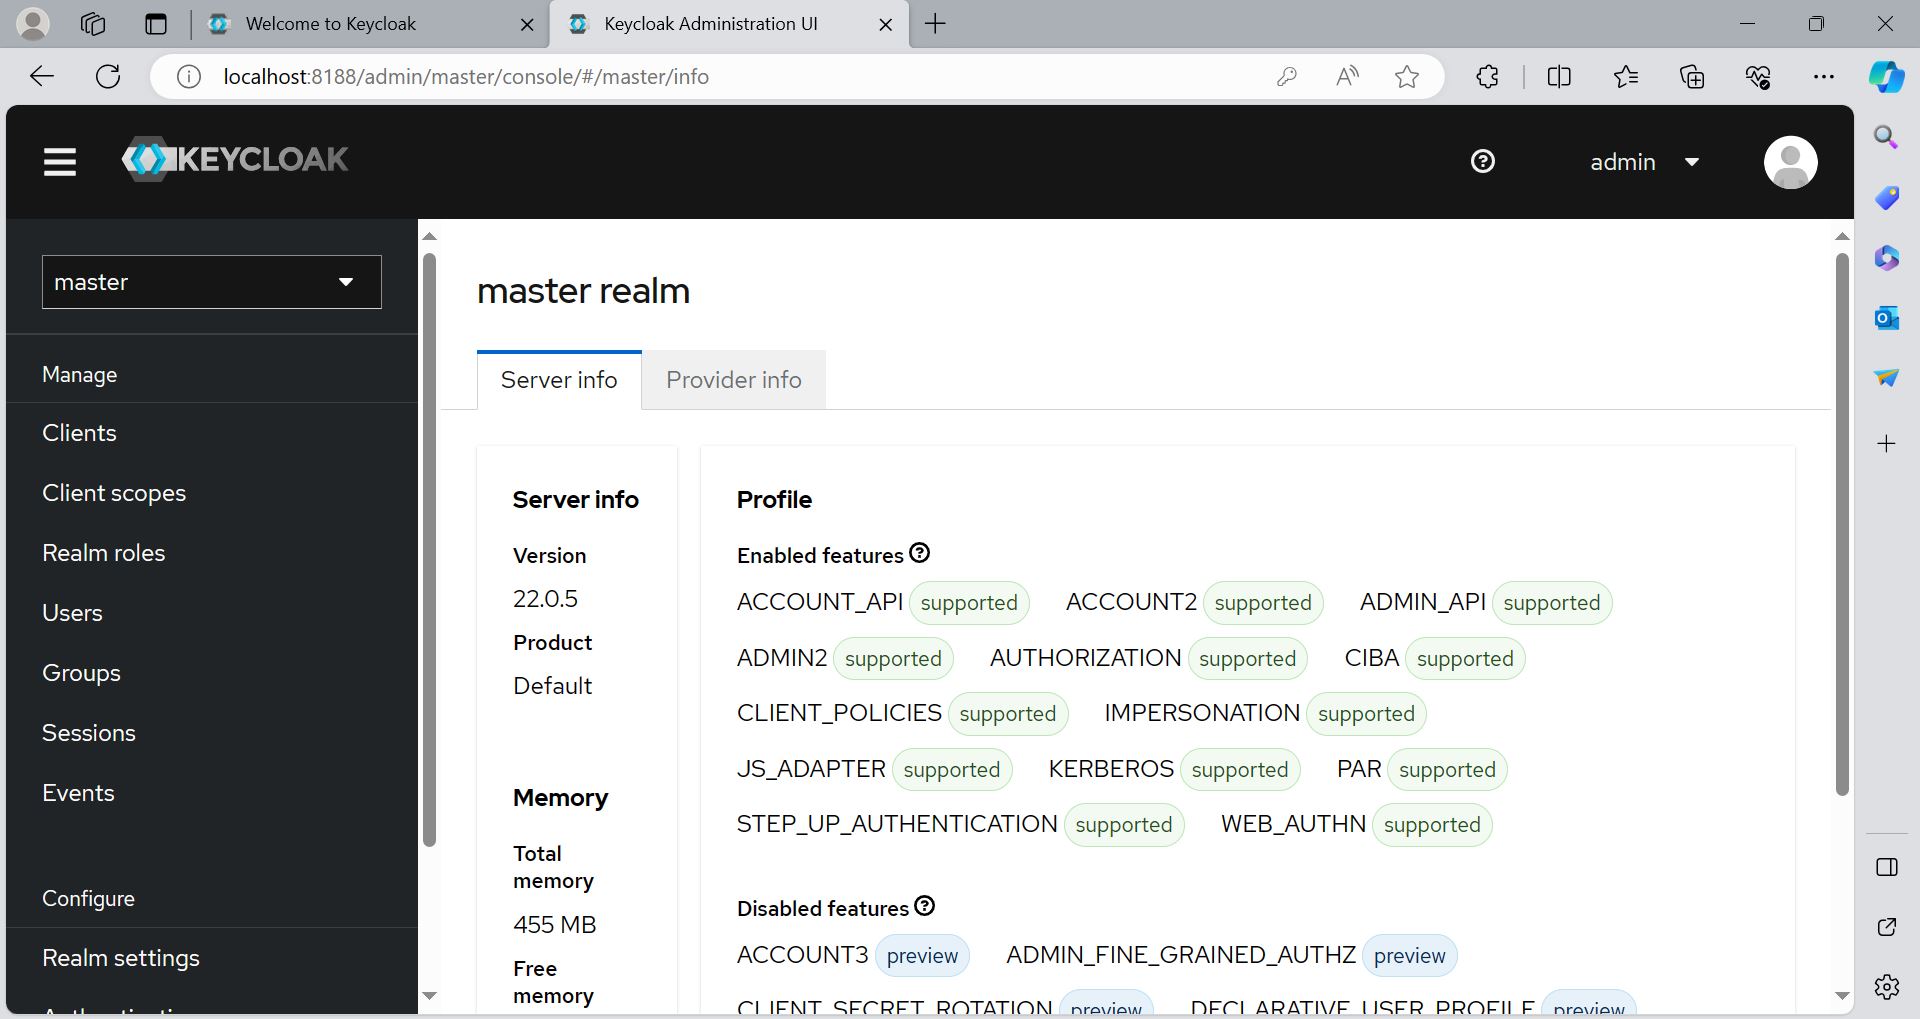 Welcome to Keycloak
Keycloak Administration UI
localhost:8188/admin/master/console/#/master/info
KEYCLOAK
admin
master
Manage
Clients
Client scopes
Realm roles
Users
Groups
Sessions
Events
Configure
Realm settings
master realm
Server info
Provider info
Server info
Version
22.0.5
Product
Default
Memory
Total
memory
455 MB
Free
memory
Profile
Enabled features
ACCOUNT_API supported ACCOUNT2 supported ADMIN_API supported
ADMIN2 supported AUTHORIZATION supported CIBA supported
CLIENT_POLICIES supported IMPERSONATION supported
JS_ADAPTER supported KERBEROS supported PAR supported
STEP_UP_AUTHENTICATION supported WEB_AUTHN supported
Disabled features
ACCOUNT3 preview ADMIN_FINE_GRAINED_AUTHZ preview
CLIENT_SECRET_ROTATION preview DECLARATIVE_USER_PROFILE preview